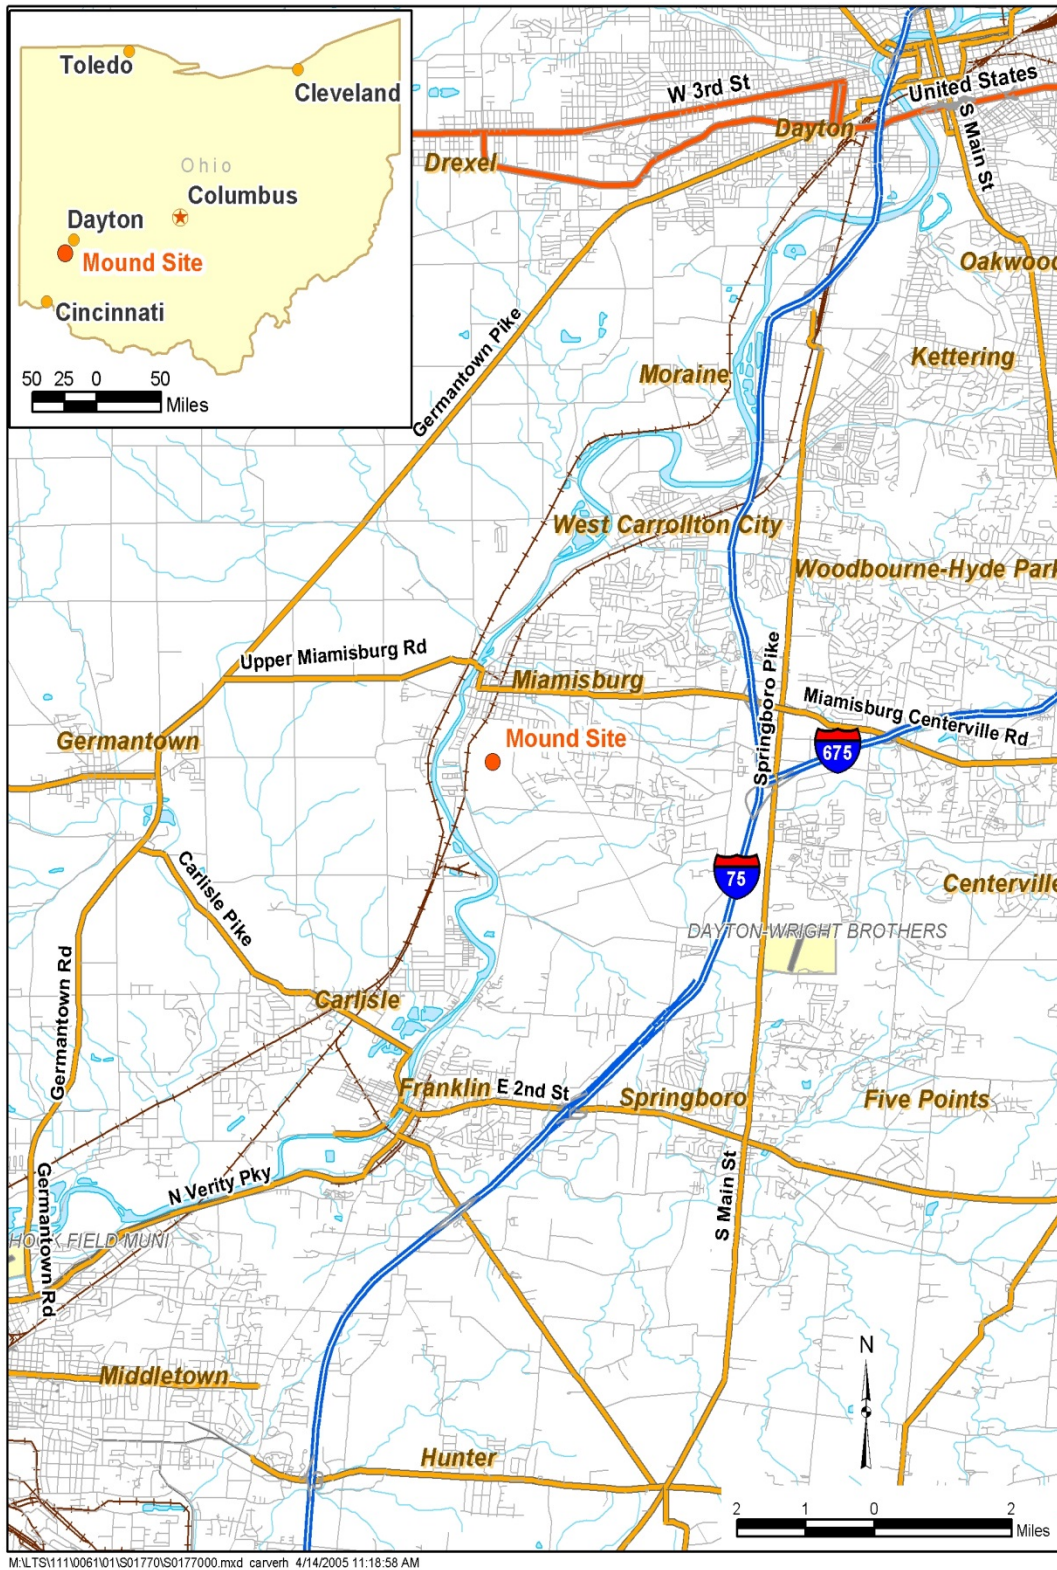 Toledo
Cleveland
Ohio
Columbus
Dayton
Mound Site
Cincinnati
50 25 0 50
Miles
W 3rd St
United States
Dayton
S Main St
Drexel
Oakwood
Germantown Pike
Kettering
Moraine
West Carrollton City
Woodbourne-Hyde Park
Upper Miamisburg Rd
Miamisburg
Springboro Pike
Miamisburg Centerville Rd
Germantown
Mound Site
675
75
Carlisle Pike
Centerville
DAYTON-WRIGHT BROTHERS
Germantown Rd
Carlisle
Franklin
E 2nd St
Springboro
Five Points
N Verity Pky
Germantown Rd
S Main St
HOOK FIELD MUNI
N
Middletown
Hunter
2 1 0 2
Miles
M:\LTS\111\0061\01\S01770\S0177000.mxd carverh 4/14/2005 11:18:58 AM